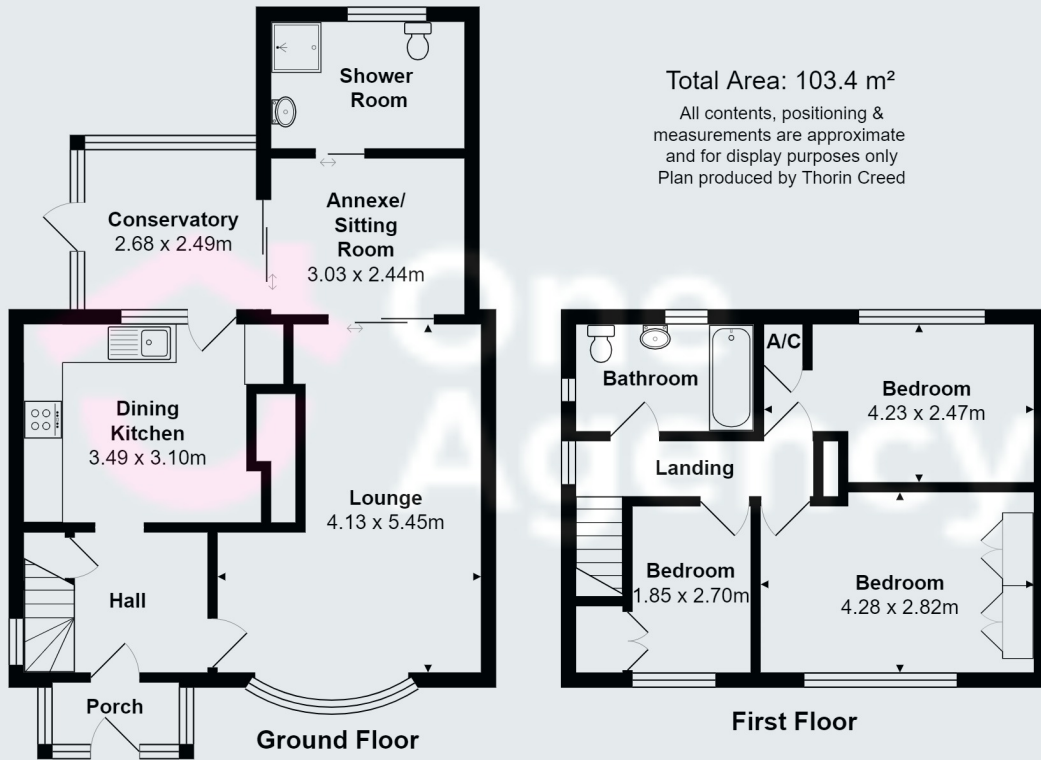 Shower
Room
Total Area: 103.4 m²
All contents, positioning &
measurements are approximate
and for display purposes only
Plan produced by Thorin Creed
Conservatory
2.68 x 2.49m
Annexe/
Sitting
Room
3.03 x 2.44m
One
Agency
Dining
Kitchen
3.49 x 3.10m
Lounge
4.13 x 5.45m
Hall
Porch
Ground Floor
Bathroom
A/C
Bedroom
4.23 x 2.47m
Landing
Bedroom
1.85 x 2.70m
Bedroom
4.28 x 2.82m
First Floor